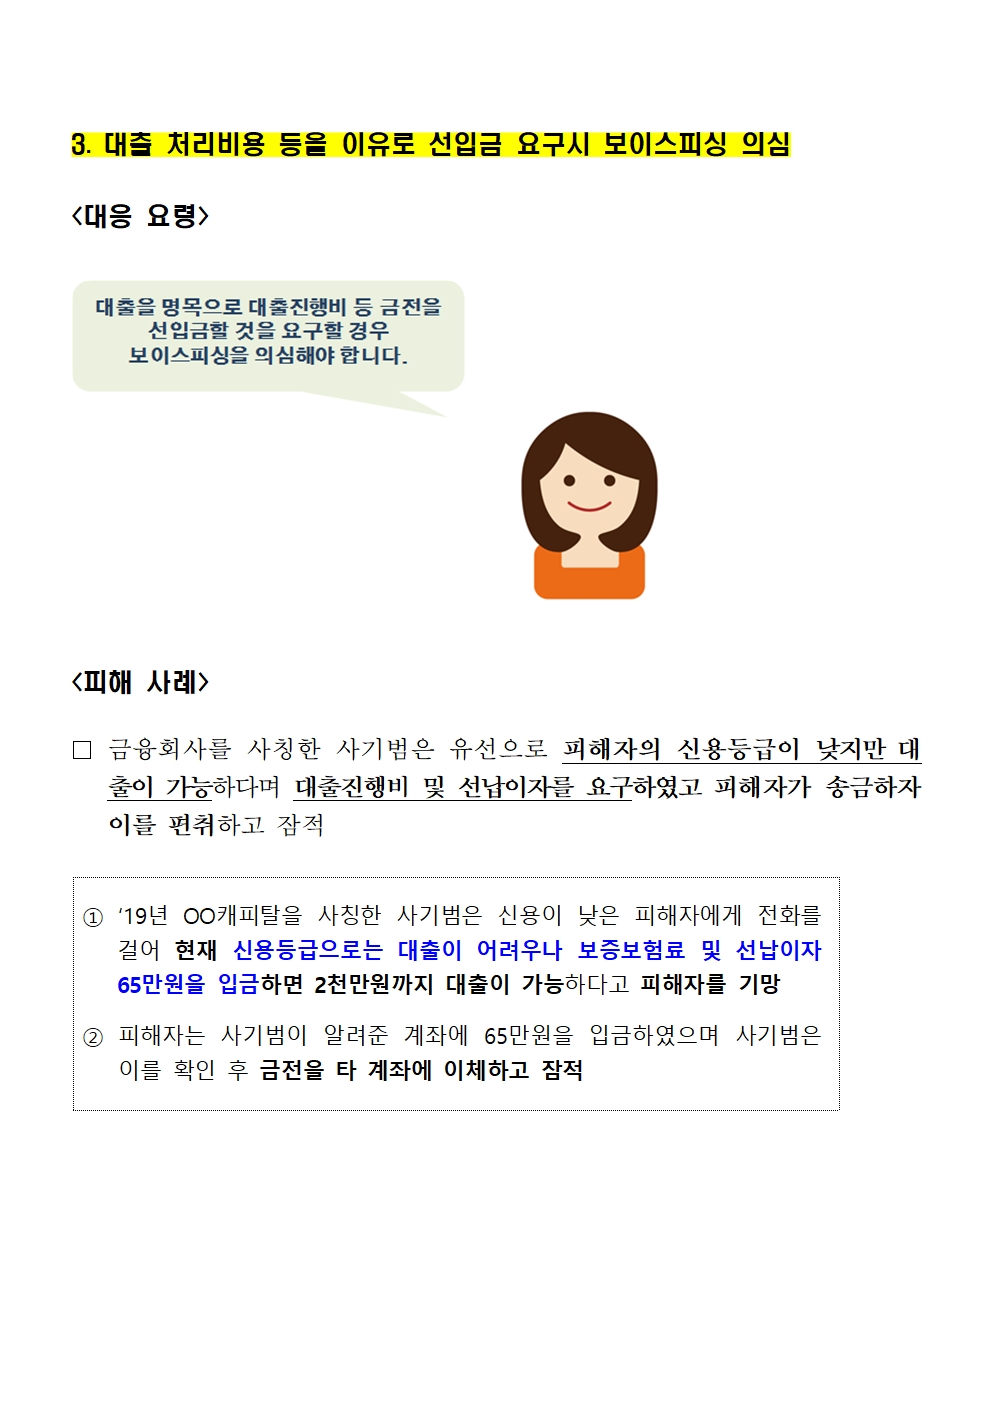 3. 대출 처리비용 등을 이유로 선입금 요구시 보이스피싱 의심
<대응 요령>
대출을 명목으로 대출진행비 등 금전을
선입금할 것을 요구할 경우
보이스피싱을 의심해야 합니다.
<피해 사례>
□ 금융회사를 사칭한 사기범은 유선으로 피해자의 신용등급이 낮지만 대
출이 가능하다며 대출진행비 및 선납이자를 요구하였고 피해자가 송금하자
이를 편취하고 잠적
① ‘19년 OO캐피탈을 사칭한 사기범은 신용이 낮은 피해자에게 전화를
걸어 현재 신용등급으로는 대출이 어려우나 보증보험료 및 선납이자
65만원을 입금하면 2천만원까지 대출이 가능하다고 피해자를 기망
② 피해자는 사기범이 알려준 계좌에 65만원을 입금하였으며 사기범은
이를 확인 후 금전을 타 계좌에 이체하고 잠적